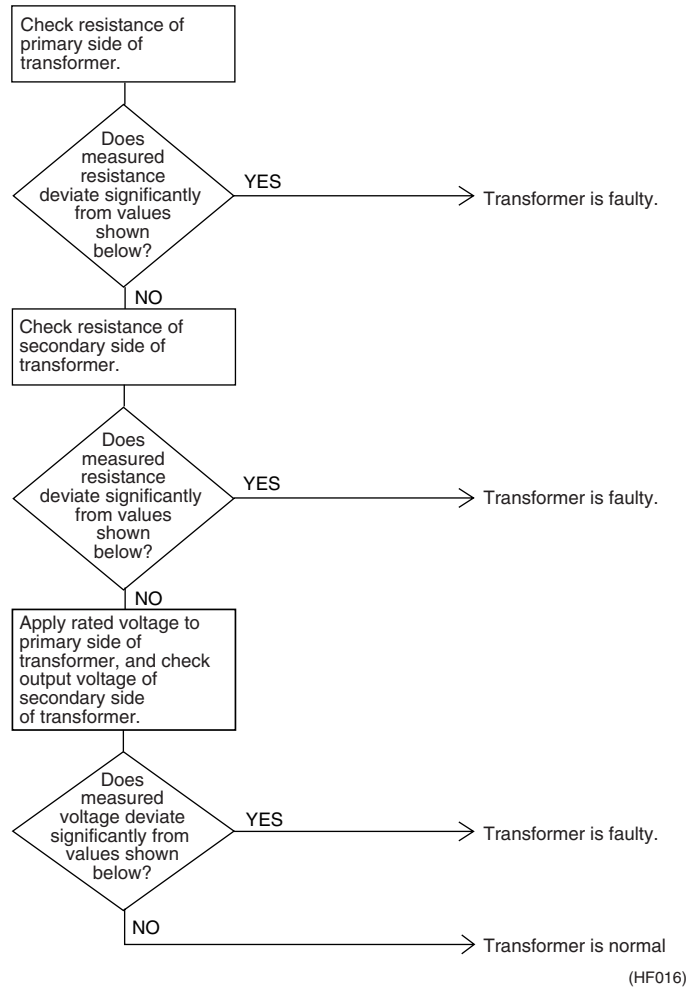 Check resistance of
primary side of
transformer.
Does
measured
resistance
deviate significantly
from values
shown
below?
YES
Transformer is faulty.
NO
Check resistance of
secondary side of
transformer.
Does
measured
resistance
deviate significantly
from values
shown
below?
YES
Transformer is faulty.
NO
Apply rated voltage to
primary side of
transformer, and check
output voltage of
secondary side
of transformer.
Does
measured
voltage deviate
significantly from
values shown
below?
YES
Transformer is faulty.
NO
Transformer is normal
(HF016)